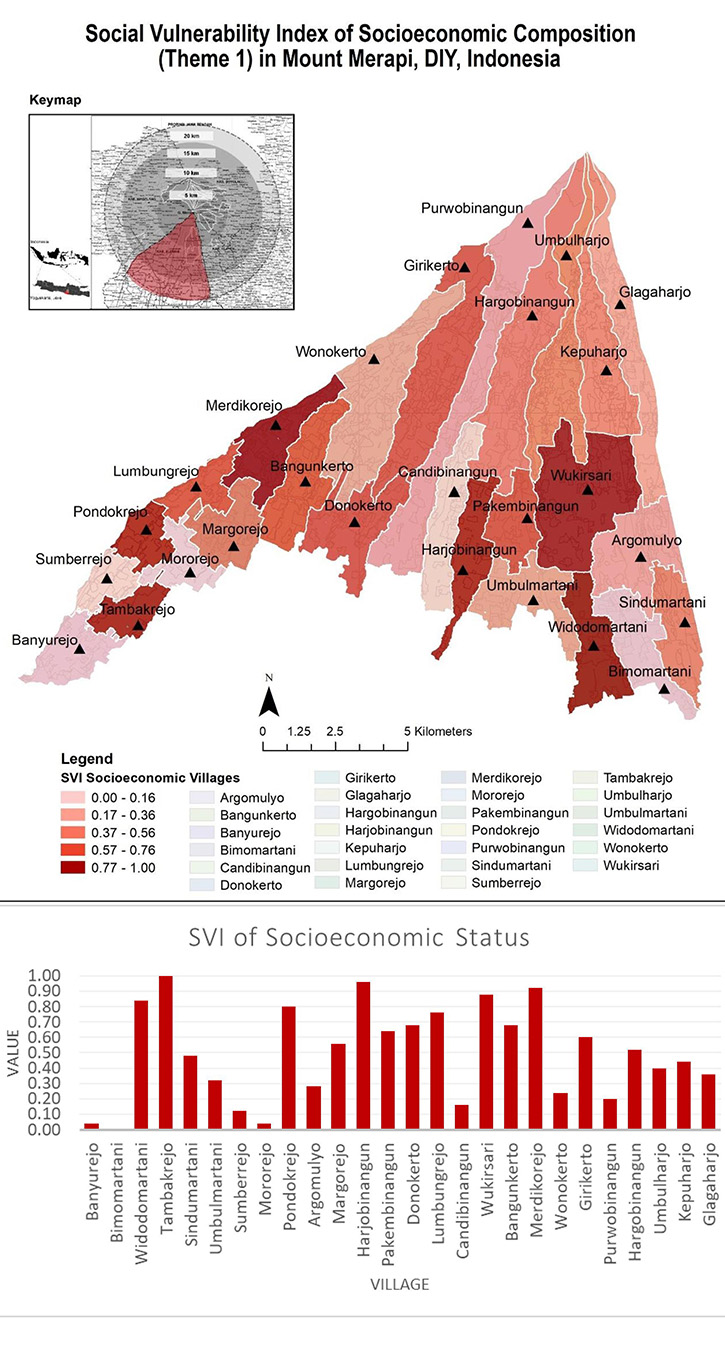 Social Vulnerability Index of Socioeconomic Composition
(Theme 1) in Mount Merapi, DIY, Indonesia
Keymap
20 km
15 km
10 km
5 km
Purwobinangun
Umbulharjo
Girikerto
Glagaharjo
Hargobinangun
Wonokerto
Kepuharjo
Merdikorejo
Lumbungrejo
Bangunkerto
Candibinangun
Wukirsari
Pondokrejo
Donokerto
Pakembinangun
Margorejo
Argomulyo
Sumberrejo
Mororejo
Harjobinangun
Umbulmartani
Sindumartani
Tambakrejo
Widodomartani
Banyurejo
Bimomartani
N
0 1.25 2.5 5 Kilometers
Legend
SVI Socioeconomic Villages
0.00 - 0.16
0.17 - 0.36
0.37 - 0.56
0.57 - 0.76
0.77 - 1.00
Argomulyo
Bangunkerto
Banyurejo
Bimomartani
Candibinangun
Donokerto
Girikerto
Glagaharjo
Hargobinangun
Harjobinangun
Kepuharjo
Lumbungrejo
Margorejo
Merdikorejo
Mororejo
Pakembinangun
Pondokrejo
Purwobinangun
Sindumartani
Sumberrejo
Tambakrejo
Umbulharjo
Umbulmartani
Widodomartani
Wonokerto
Wukirsari
SVI of Socioeconomic Status
VALUE
1.00
0.90
0.80
0.70
0.60
0.50
0.40
0.30
0.20
0.10
0.00
Banyurejo
Bimomartani
Widodomartani
Tambakrejo
Sindumartani
Umbulmartani
Sumberrejo
Mororejo
Pondokrejo
Argomulyo
Margorejo
Harjobinangun
Pakembinangun
Donokerto
Lumbungrejo
Candibinangun
Wukirsari
Bangunkerto
Merdikorejo
Wonokerto
Girikerto
Purwobinangun
Hargobinangun
Umbulharjo
Kepuharjo
Glagaharjo
VILLAGE